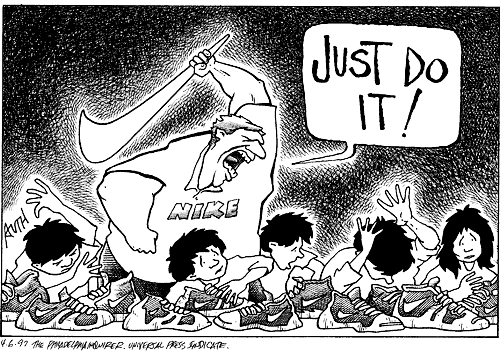 JUST DO
IT!
NIKE
AUTH
4.6.97 THE PHILADELPHIA INQUIRER. UNIVERSAL PRESS SYNDICATE.